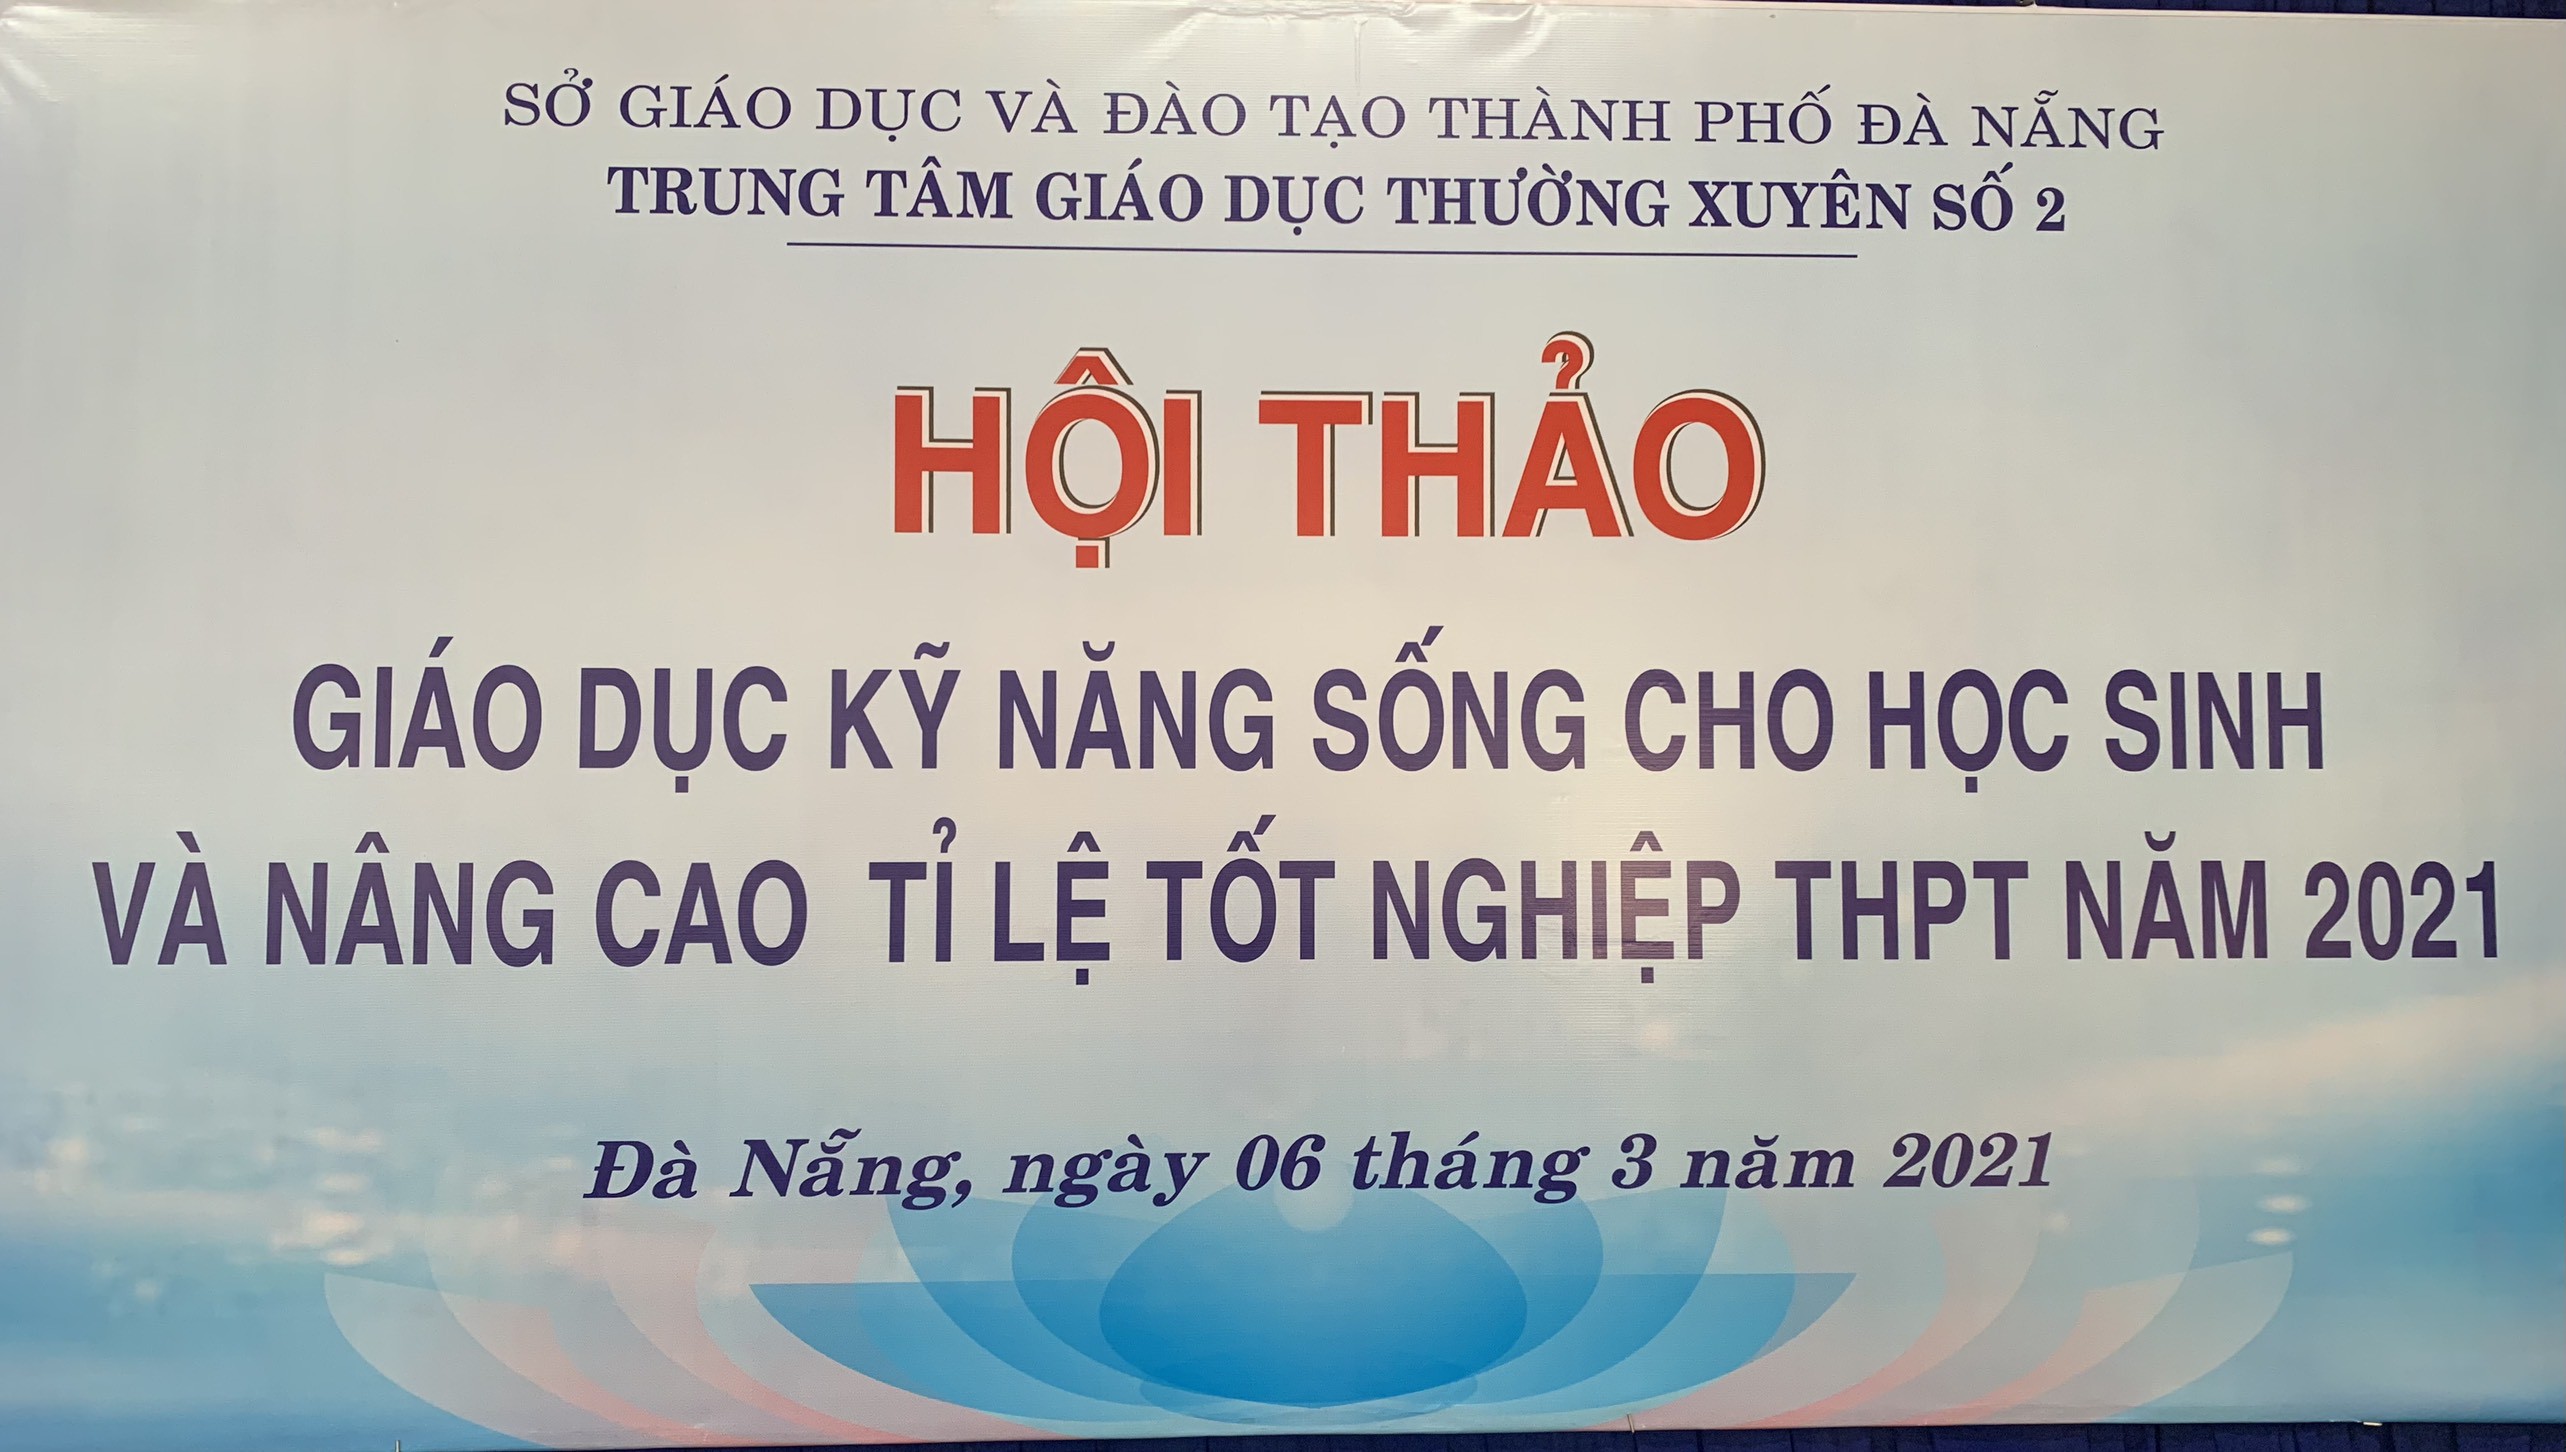 SỞ GIÁO DỤC VÀ ĐÀO TẠO THÀNH PHỐ ĐÀ NẴNG
TRUNG TÂM GIÁO DỤC THƯỜNG XUYÊN SỐ 2
HỘI THẢO
GIÁO DỤC KỸ NĂNG SỐNG CHO HỌC SINH
VÀ NÂNG CAO TỈ LỆ TỐT NGHIỆP THPT NĂM 2021
Đà Nẵng, ngày 06 tháng 3 năm 2021